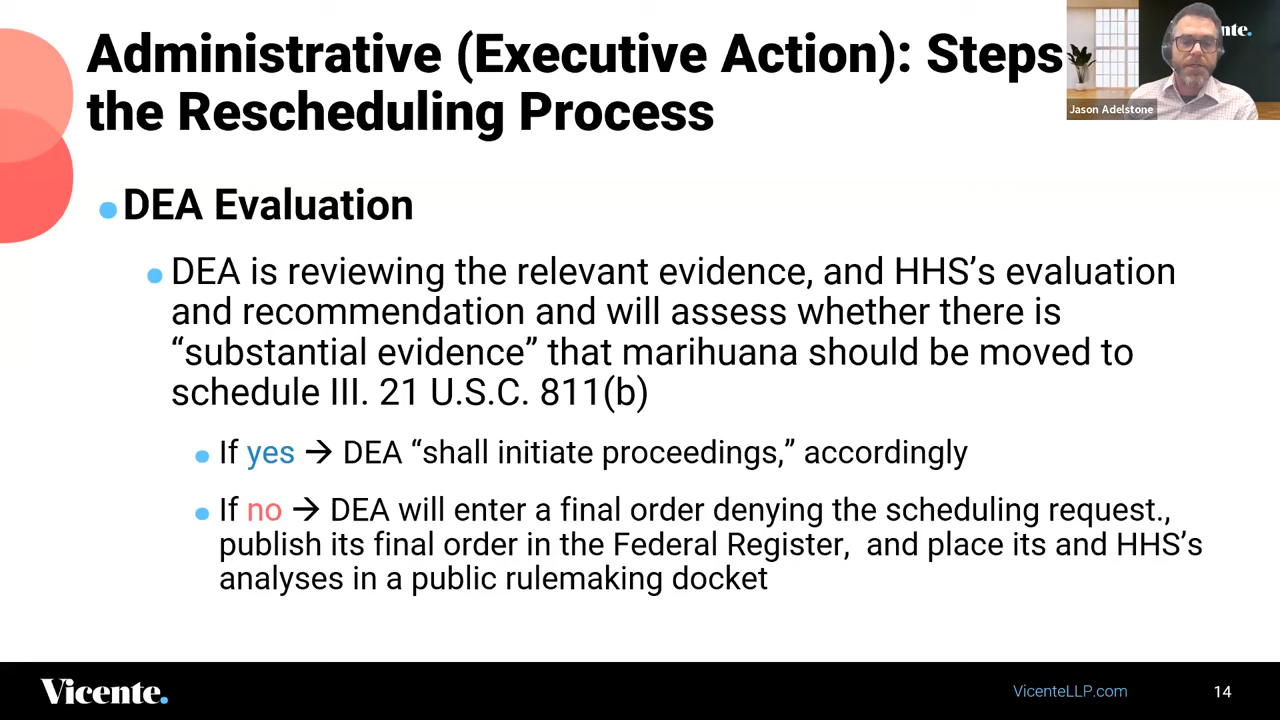 Administrative (Executive Action): Steps
the Rescheduling Process
nte.
Jason Adelstone
DEA Evaluation
DEA is reviewing the relevant evidence, and HHS’s evaluation
and recommendation and will assess whether there is
“substantial evidence” that marihuana should be moved to
schedule III. 21 U.S.C. 811(b)
If yes → DEA “shall initiate proceedings,” accordingly
If no → DEA will enter a final order denying the scheduling request.,
publish its final order in the Federal Register,  and place its and HHS’s
analyses in a public rulemaking docket
Vicente.
VicenteLLP.com
14